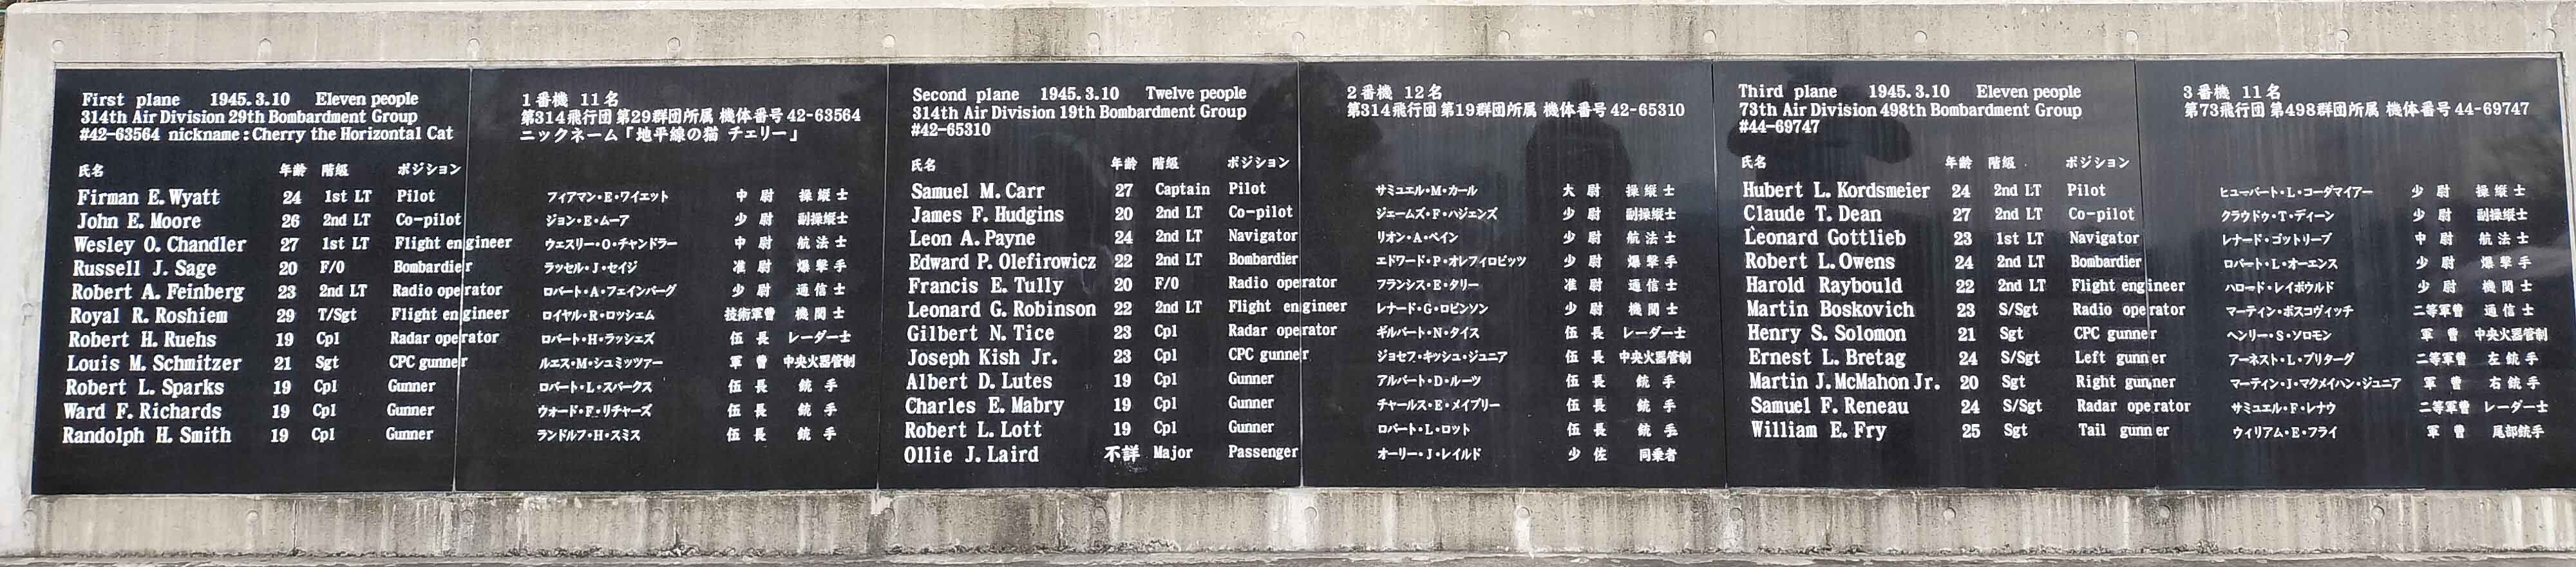 First plane 1945.3.10 Eleven people
314th Air Division 29th Bombardment Group
#42-63564 nickname : Cherry the Horizontal Cat
氏名 年齢 階級 ポジション
Firman E. Wyatt 24 1st LT Pilot
John E. Moore 26 2nd LT Co-pilot
Wesley O. Chandler 27 1st LT Flight engineer
Russell J. Sage 20 F/O Bombardier
Robert A. Feinberg 23 2nd LT Radio operator
Royal R. Roshiem 29 T/Sgt Flight engineer
Robert H. Ruehs 19 Cpl Radar operator
Louis M. Schmitzer 21 Sgt CPC gunner
Robert L. Sparks 19 Cpl Gunner
Ward F. Richards 19 Cpl Gunner
Randolph H. Smith 19 Cpl Gunner
1番機 11名
第314飛行団 第29群団所属 機体番号 42-63564
ニックネーム「地平線の猫 チェリー」
フィアマン・E・ワイエット 中尉 操縦士
ジョン・E・ムーア 少尉 副操縦士
ウェスリー・O・チャンドラー 中尉 航法士
ラッセル・J・セイジ 准尉 爆撃手
ロバート・A・フェインバーグ 少尉 通信士
ロイヤル・R・ロッシェム 技術軍曹 機関士
ロバート・H・ラッシェズ 伍長 レーダー士
ルエス・M・シュミッツァー 軍曹 中央火器管制
ロバート・L・スパークス 伍長 銃手
ウォード・F・リチャーズ 伍長 銃手
ランドルフ・H・スミス 伍長 銃手
Second plane 1945.3.10 Twelve people
314th Air Division 19th Bombardment Group
#42-65310
氏名 年齢 階級 ポジション
Samuel M. Carr 27 Captain Pilot
James F. Hudgins 20 2nd LT Co-pilot
Leon A. Payne 24 2nd LT Navigator
Edward P. Olefirowicz 22 2nd LT Bombardier
Francis E. Tully 20 F/O Radio operator
Leonard G. Robinson 22 2nd LT Flight engineer
Gilbert N. Tice 23 Cpl Radar operator
Joseph Kish Jr. 23 Cpl CPC gunner
Albert D. Lutes 19 Cpl Gunner
Charles E. Mabry 19 Cpl Gunner
Robert L. Lott 19 Cpl Gunner
Ollie J. Laird 不詳 Major Passenger
2番機 12名
第314飛行団 第19群団所属 機体番号 42-65310
サミュエル・M・カール 大尉 操縦士
ジェームズ・F・ハジェンズ 少尉 副操縦士
リオン・A・ペイン 少尉 航法士
エドワード・P・オレフィロビッツ 少尉 爆撃手
フランシス・E・タリー 准尉 通信士
レナード・G・ロビンソン 少尉 機関士
ギルバート・N・タイス 伍長 レーダー士
ジョセフ・キッシュ・ジュニア 伍長 中央火器管制
アルバート・D・ルーツ 伍長 銃手
チャールス・E・メイブリー 伍長 銃手
ロバート・L・ロット 伍長 銃手
オーリー・J・レイルド 少佐 同乗者
Third plane 1945.3.10 Eleven people
73th Air Division 498th Bombardment Group
#44-69747
氏名 年齢 階級 ポジション
Hubert L. Kordsmeier 24 2nd LT Pilot
Claude T. Dean 27 2nd LT Co-pilot
Leonard Gottlieb 23 1st LT Navigator
Robert L. Owens 24 2nd LT Bombardier
Harold Raybould 22 2nd LT Flight engineer
Martin Boskovich 23 S/Sgt Radio operator
Henry S. Solomon 21 Sgt CPC gunner
Ernest L. Bretag 24 S/Sgt Left gunner
Martin J. McMahon Jr. 20 Sgt Right gunner
Samuel F. Reneau 24 S/Sgt Radar operator
William E. Fry 25 Sgt Tail gunner
3番機 11名
第73飛行団 第498群団所属 機体番号 44-69747
ヒューバート・L・コーダマイアー 少尉 操縦士
クラウドゥ・T・ディーン 少尉 副操縦士
レナード・ゴットリーブ 中尉 航法士
ロバート・L・オーエンス 少尉 爆撃手
ハロード・レイボウルド 少尉 機関士
マーティン・ボスコヴィッチ 二等軍曹 通信士
ヘンリー・S・ソロモン 軍曹 中央火器管制
アーネスト・L・ブリターグ 二等軍曹 左銃手
マーティン・J・マクメイハン・ジュニア 軍曹 右銃手
サミュエル・F・レナウ 二等軍曹 レーダー士
ウィリアム・E・フライ 軍曹 尾部銃手